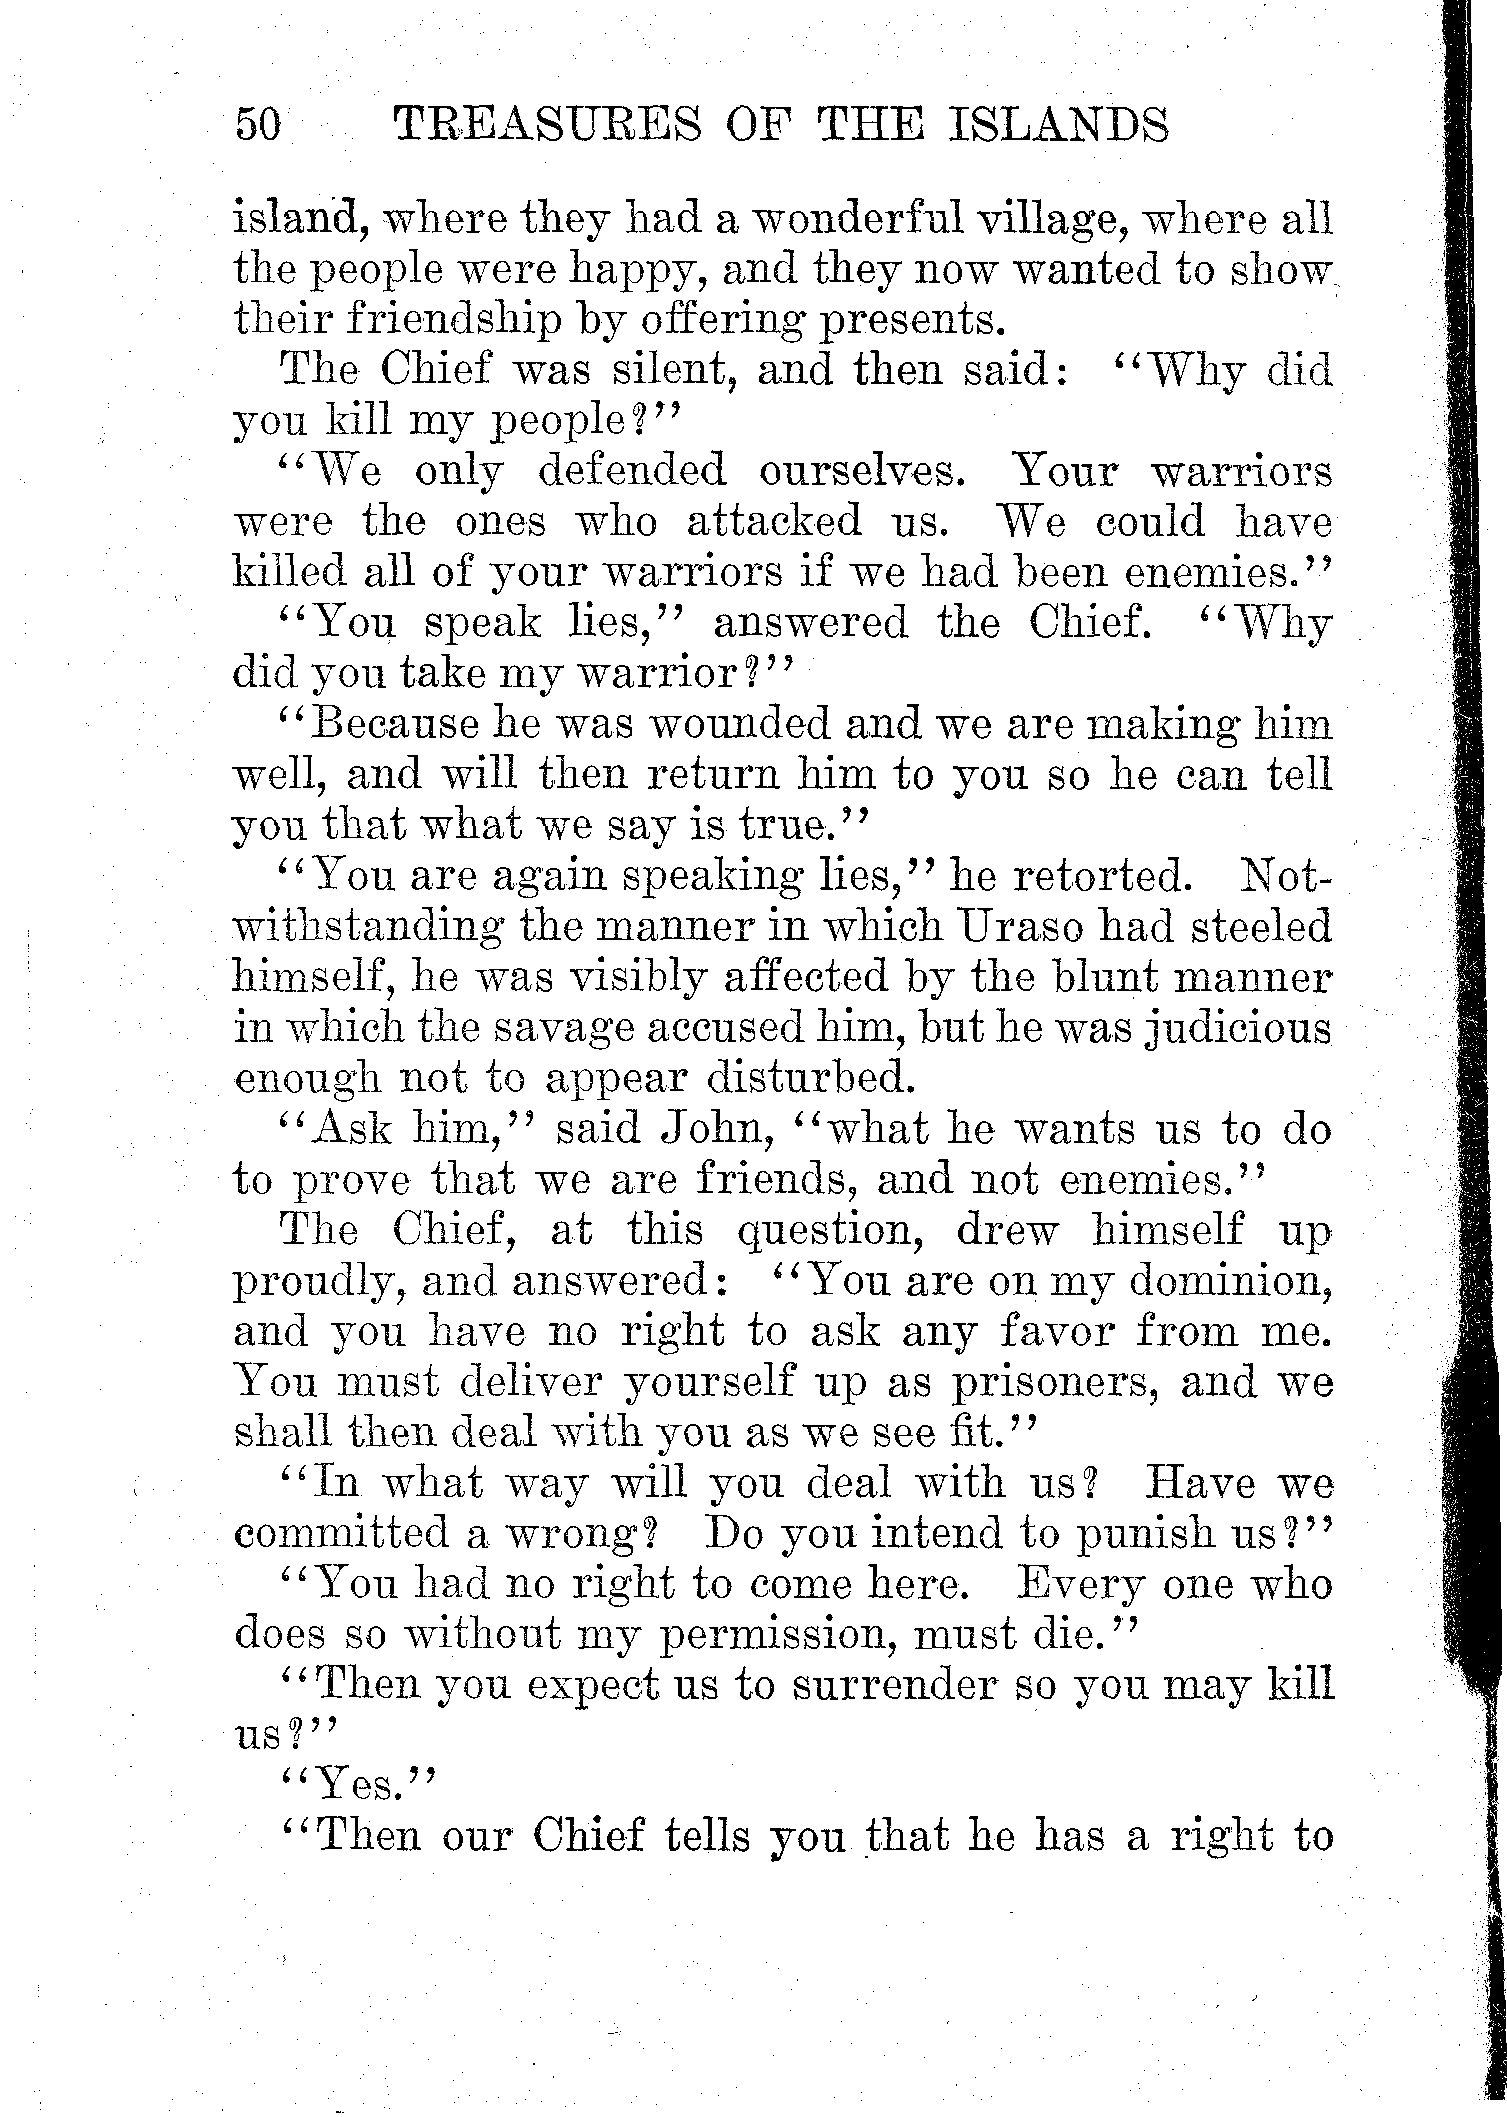 50 TREASURES OF THE ISLANDS
island, where they had a wonderful village, where all
the people were happy, and they now wanted to show
their friendship by offering presents.
The Chief was silent, and then said: "Why did
you kill my people?"
"We only defended ourselves. Your warriors
were the ones who attacked us. We could have
killed all of your warriors if we had been enemies."
"You speak lies," answered the Chief. "Why
did you take my warrior?"
"Because he was wounded and we are making him
well, and will then return him to you so he can tell
you that what we say is true."
"You are again speaking lies," he retorted. Not-
withstanding the manner in which Uraso had steeled
himself, he was visibly affected by the blunt manner
in which the savage accused him, but he was judicious
enough not to appear disturbed.
"Ask him," said John, "what he wants us to do
to prove that we are friends, and not enemies."
The Chief, at this question, drew himself up
proudly, and answered: "You are on my dominion,
and you have no right to ask any favor from me.
You must deliver yourself up as prisoners, and we
shall then deal with you as we see fit."
"In what way will you deal with us? Have we
committed a wrong? Do you intend to punish us?"
"You had no right to come here. Every one who
does so without my permission, must die."
"Then you expect us to surrender so you may kill
us?"
"Yes."
"Then our Chief tells you that he has a right to